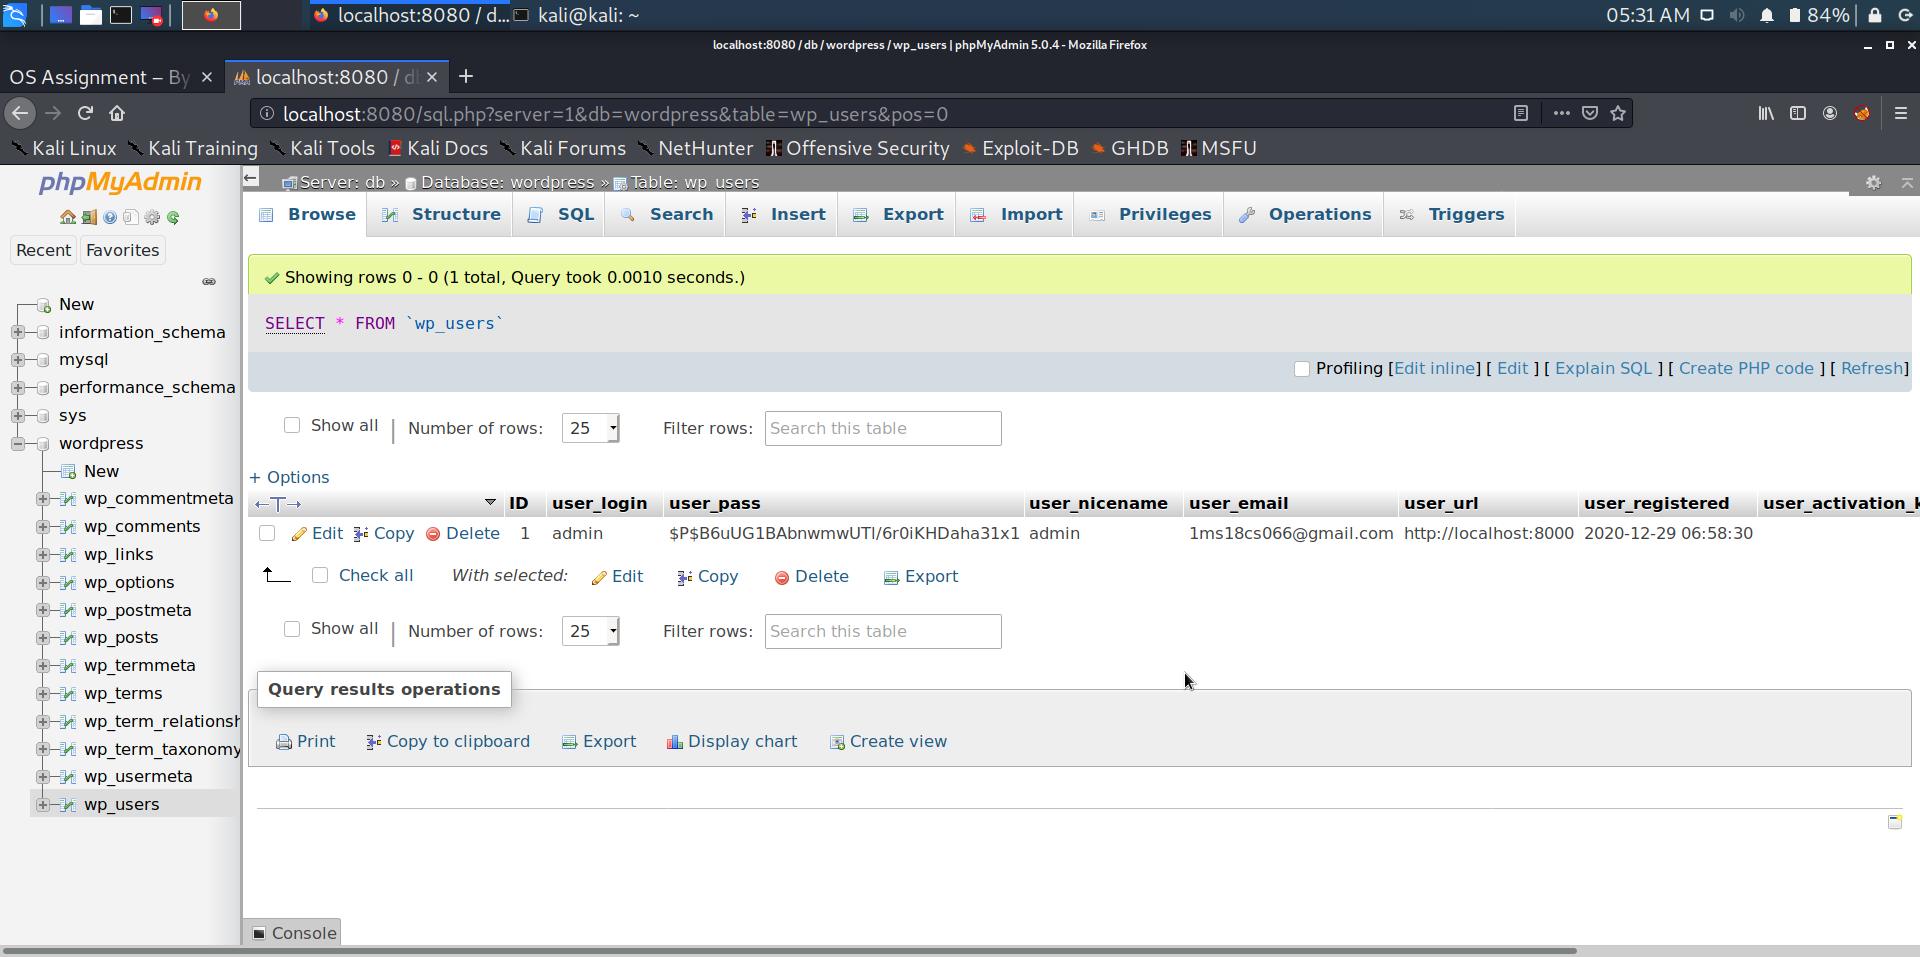 localhost:8080 / d... kali@kali: ~ 05:31 AM 84%
localhost:8080 / db / wordpress / wp_users | phpMyAdmin 5.0.4 - Mozilla Firefox
OS Assignment – By localhost:8080 / d
localhost:8080/sql.php?server=1&db=wordpress&table=wp_users&pos=0
Kali Linux Kali Training Kali Tools Kali Docs Kali Forums NetHunter Offensive Security Exploit-DB GHDB MSFU
phpMyAdmin
Recent Favorites
New
information_schema
mysql
performance_schema
sys
wordpress
New
wp_commentmeta
wp_comments
wp_links
wp_options
wp_postmeta
wp_posts
wp_termmeta
wp_terms
wp_term_relationsh
wp_term_taxonomy
wp_usermeta
wp_users
Server: db » Database: wordpress » Table: wp_users
Browse Structure SQL Search Insert Export Import Privileges Operations Triggers
Showing rows 0 - 0 (1 total, Query took 0.0010 seconds.)
SELECT * FROM `wp_users`
Profiling [Edit inline] [ Edit ] [ Explain SQL ] [ Create PHP code ] [ Refresh]
Show all | Number of rows: 25 Filter rows: Search this table
+ Options
←T→ ID user_login user_pass user_nicename user_email user_url user_registered user_activation_k
Edit Copy Delete 1 admin $P$B6uUG1BAbnwmwUTl/6r0iKHDaha31x1 admin 1ms18cs066@gmail.com http://localhost:8000 2020-12-29 06:58:30
Check all With selected: Edit Copy Delete Export
Show all | Number of rows: 25 Filter rows: Search this table
Query results operations
Print Copy to clipboard Export Display chart Create view
Console